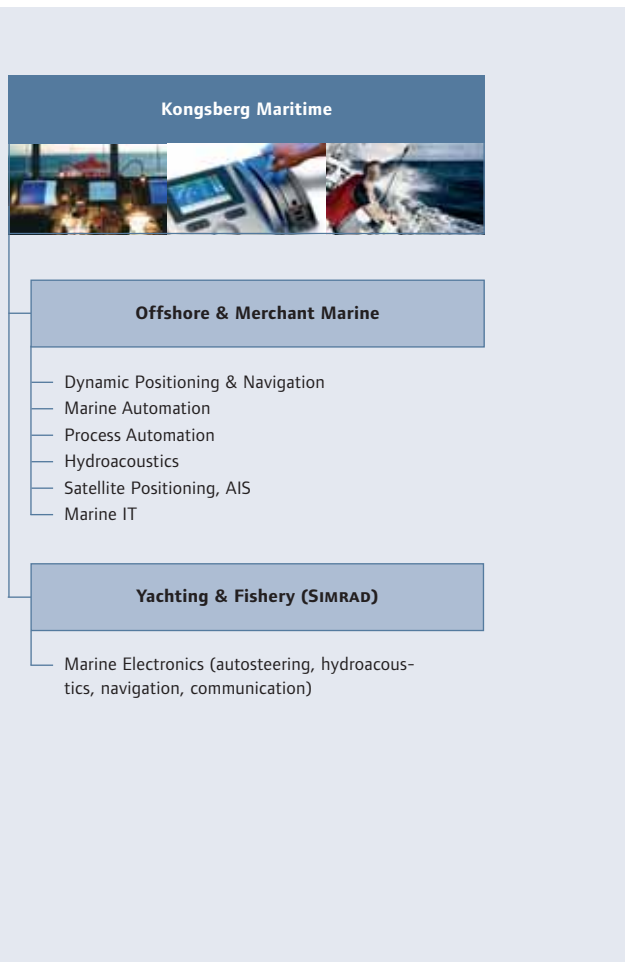 Kongsberg Maritime
Offshore & Merchant Marine
Dynamic Positioning & Navigation
Marine Automation
Process Automation
Hydroacoustics
Satellite Positioning, AIS
Marine IT
Yachting & Fishery (SIMRAD)
Marine Electronics (autosteering, hydroacous-
tics, navigation, communication)